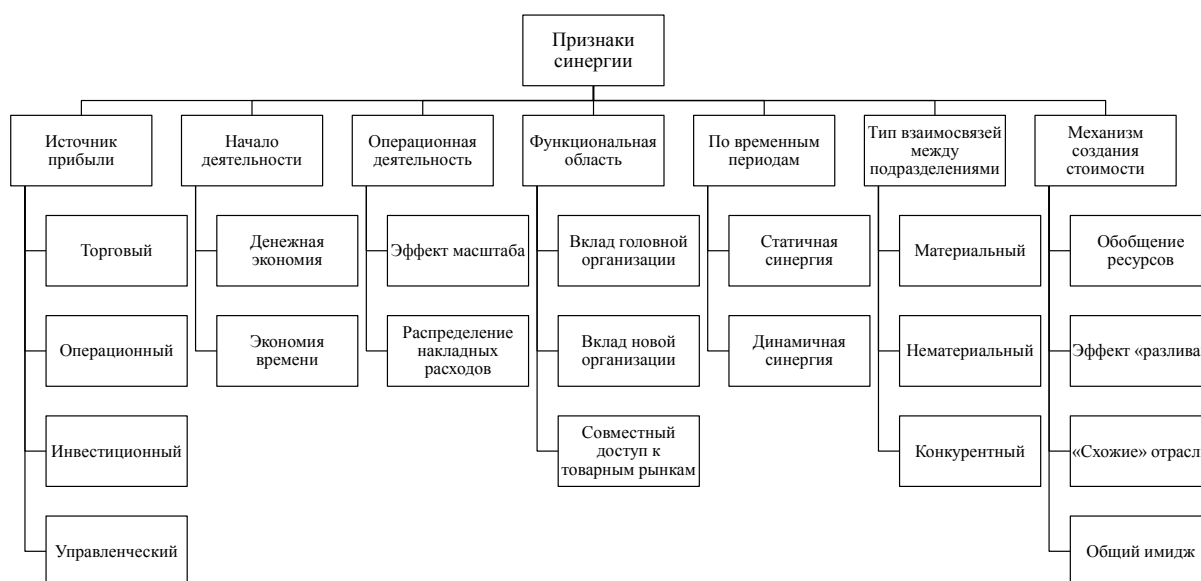 Признаки
синергии
Источник
прибыли
Торговый
Операционный
Инвестиционный
Управленческий
Начало
деятельности
Денежная
экономия
Экономия
времени
Операционная
деятельность
Эффект масштаба
Распределение
накладных
расходов
Функциональная
область
Вклад головной
организации
Вклад новой
организации
Совместный
доступ к
товарным рынкам
По временным
периодам
Статичная
синергия
Динамичная
синергия
Тип взаимосвязей
между
подразделениями
Материальный
Нематериальный
Конкурентный
Механизм
создания
стоимости
Обобщение
ресурсов
Эффект «разлива
«Схожие» отрасл
Общий имидж